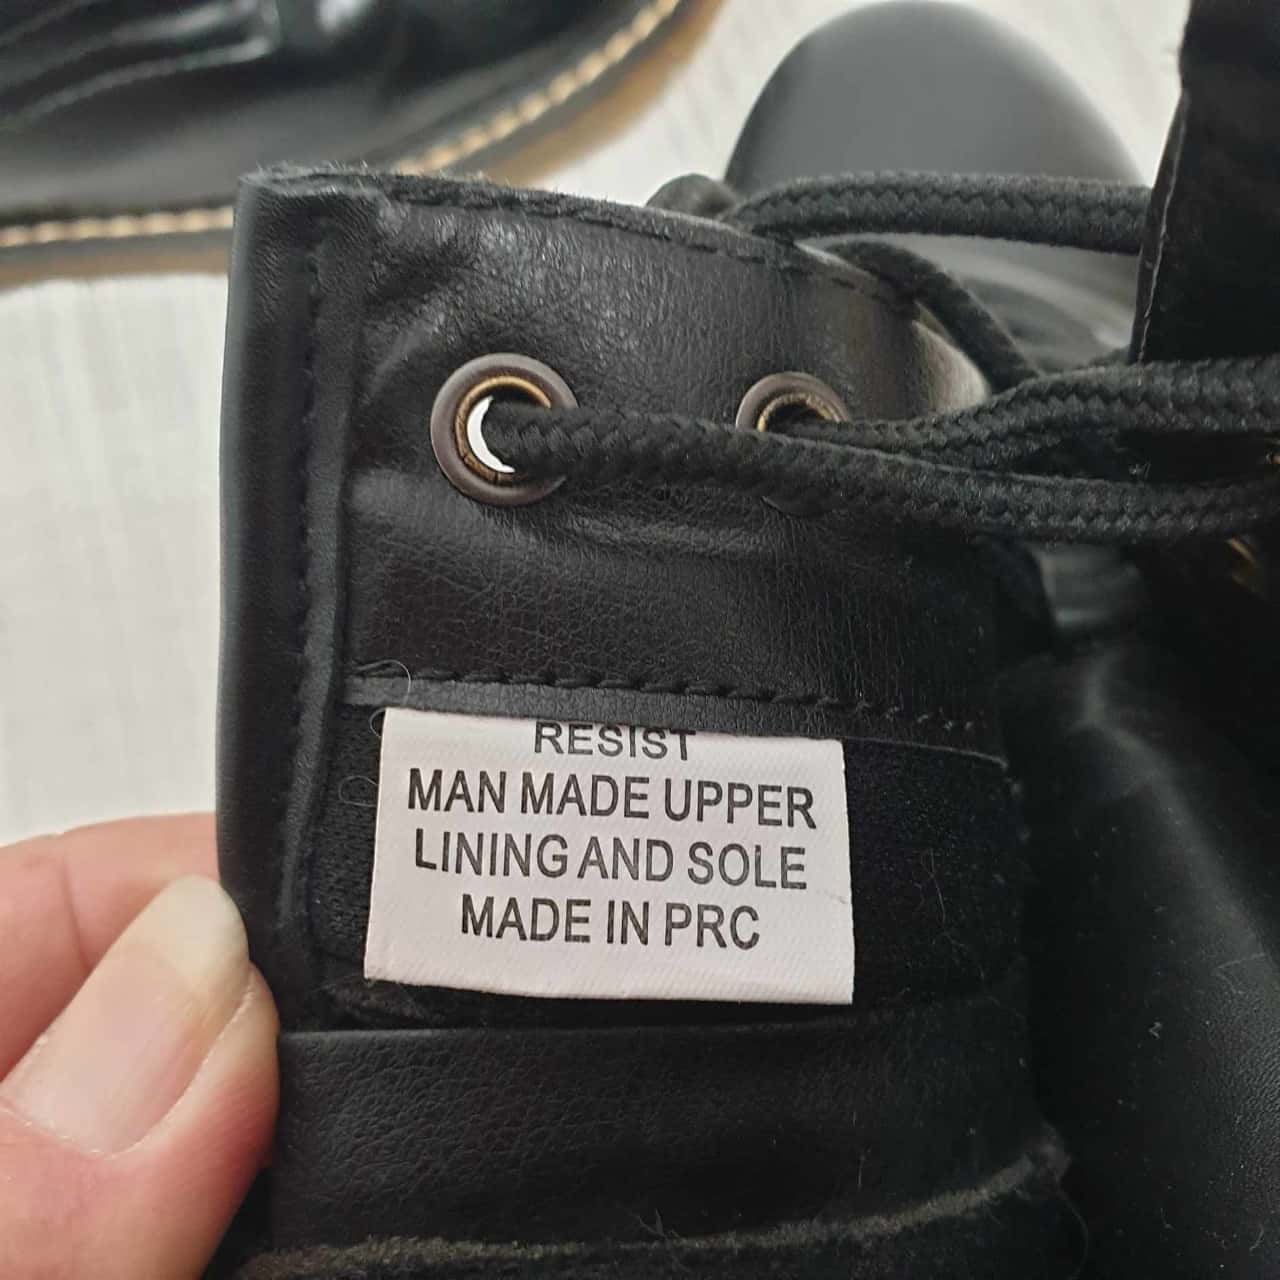 RESIST
MAN MADE UPPER
LINING AND SOLE
MADE IN PRC